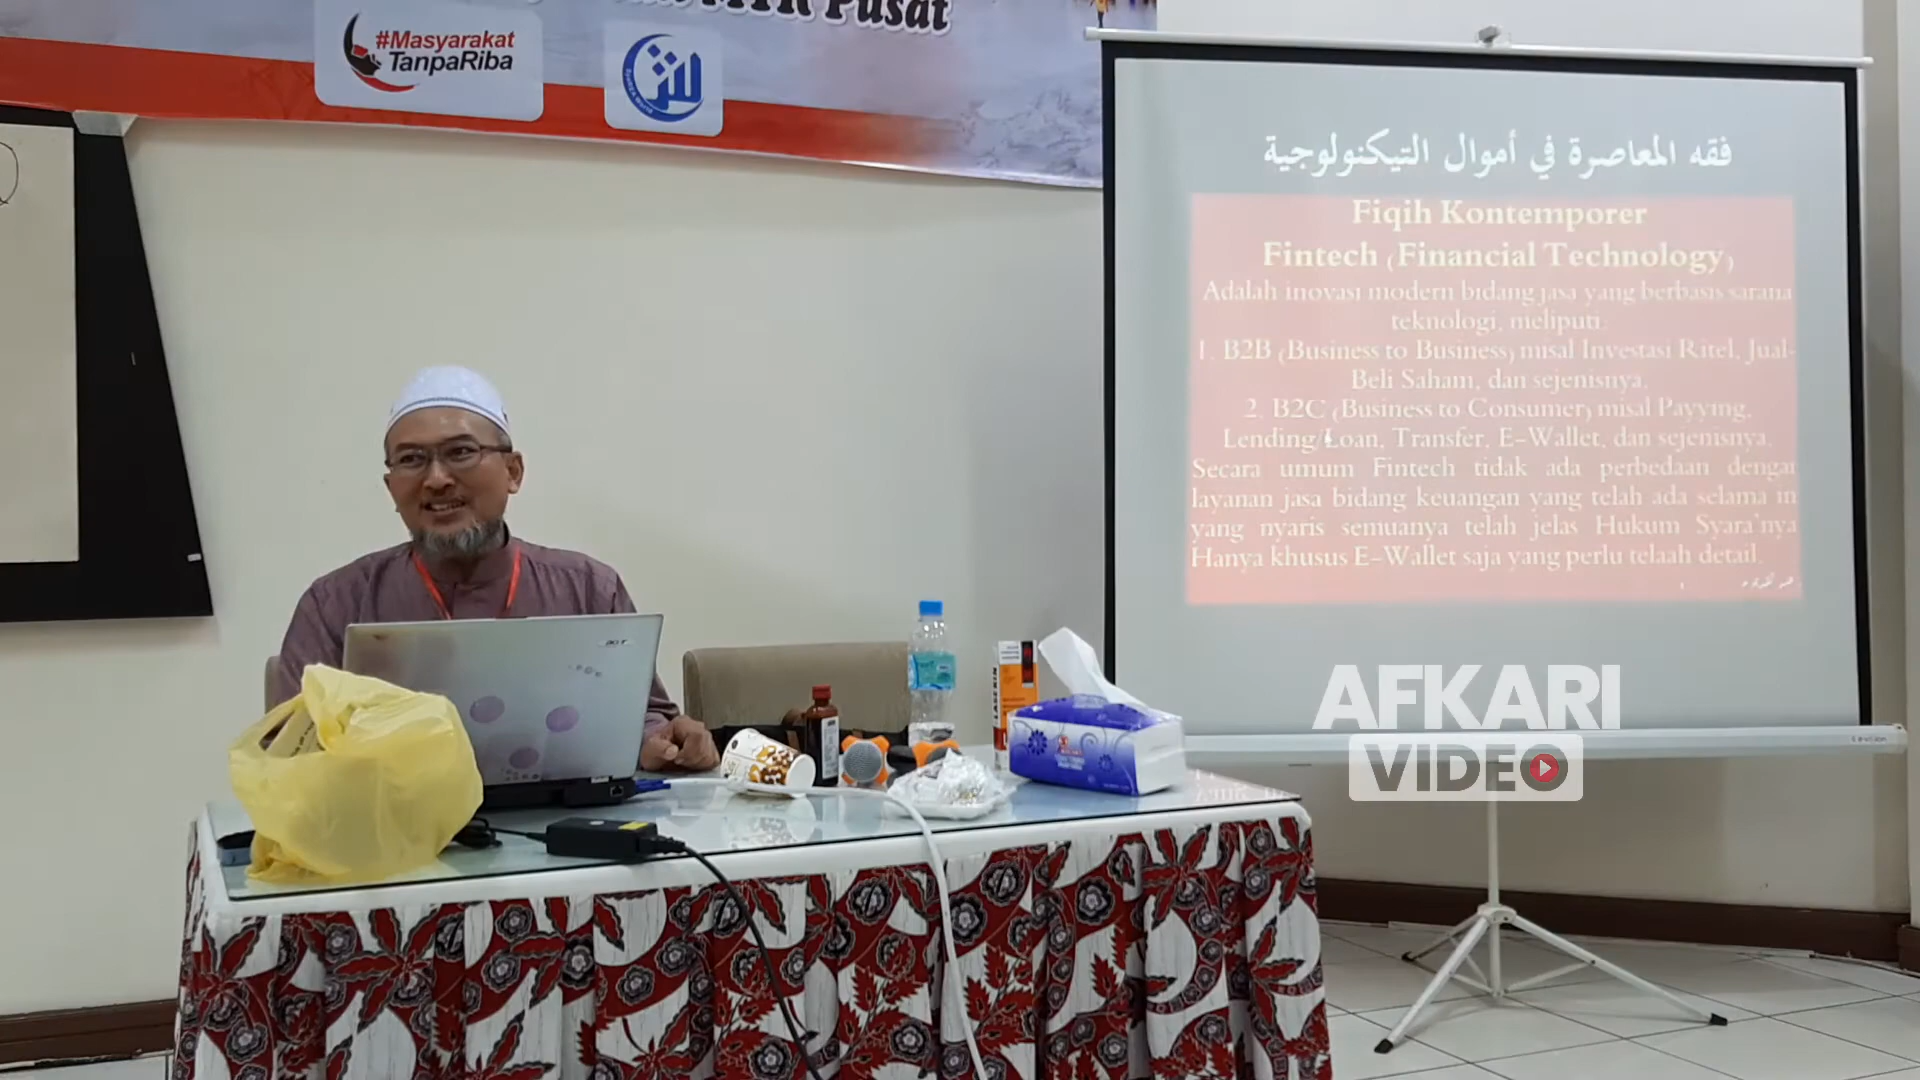 MTR Pusat
#Masyarakat
TanpaRiba
فقه المعاصرة في أموال التيكنولوجية
Fiqih Kontemporer
Fintech (Financial Technology)
Adalah inovasi modern bidang jasa yang berbasis sarana
teknologi, meliputi:
1. B2B (Business to Business) misal Investasi Ritel, Jual-
Beli Saham, dan sejenisnya.
2. B2C (Business to Consumer) misal Payying,
Lending/Loan, Transfer, E-Wallet, dan sejenisnya.
Secara umum Fintech tidak ada perbedaan dengan
layanan jasa bidang keuangan yang telah ada selama in
yang nyaris semuanya telah jelas Hukum Syara'nya
Hanya khusus E-Wallet saja yang perlu telaah detail.
acer
LASERIN
AFKARI
VIDEO